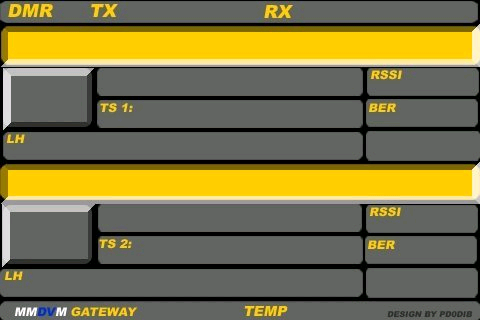 DMR TX RX
RSSI
TS 1: BER
LH
RSSI
TS 2: BER
LH
MMDVM GATEWAY TEMP DESIGN BY PD0DIB